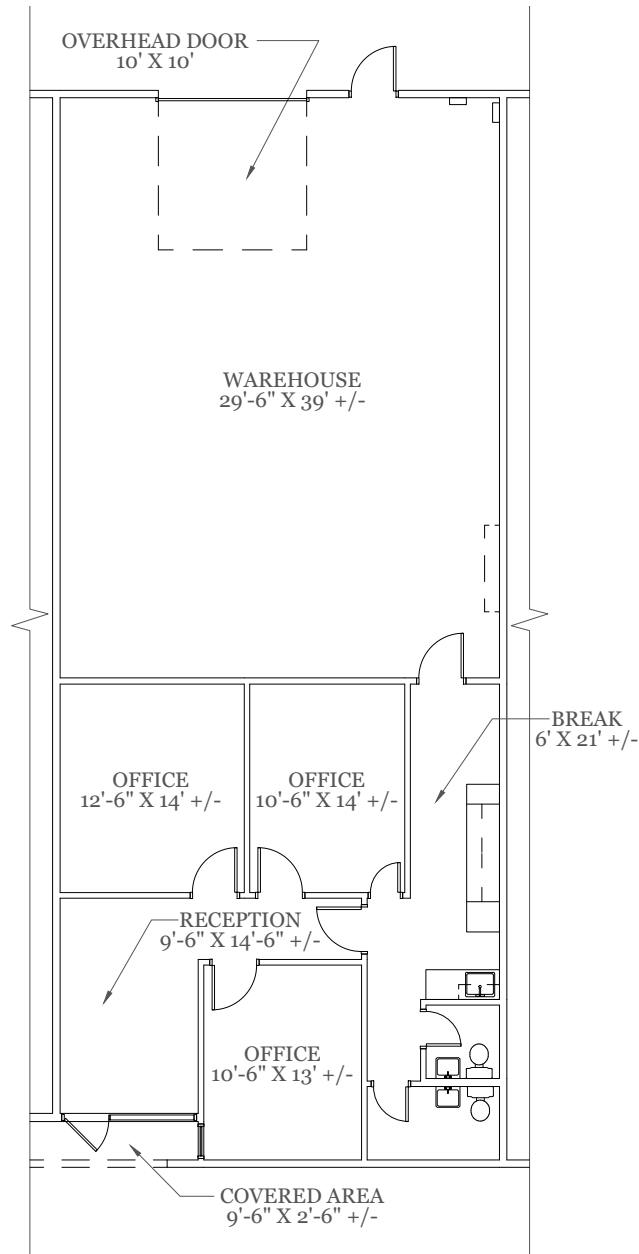 OVERHEAD DOOR
10' X 10'
WAREHOUSE
29'-6" X 39' +/-
BREAK
6' X 21' +/-
OFFICE
12'-6" X 14' +/-
OFFICE
10'-6" X 14' +/-
RECEPTION
9'-6" X 14'-6" +/-
OFFICE
10'-6" X 13' +/-
COVERED AREA
9'-6" X 2'-6" +/-